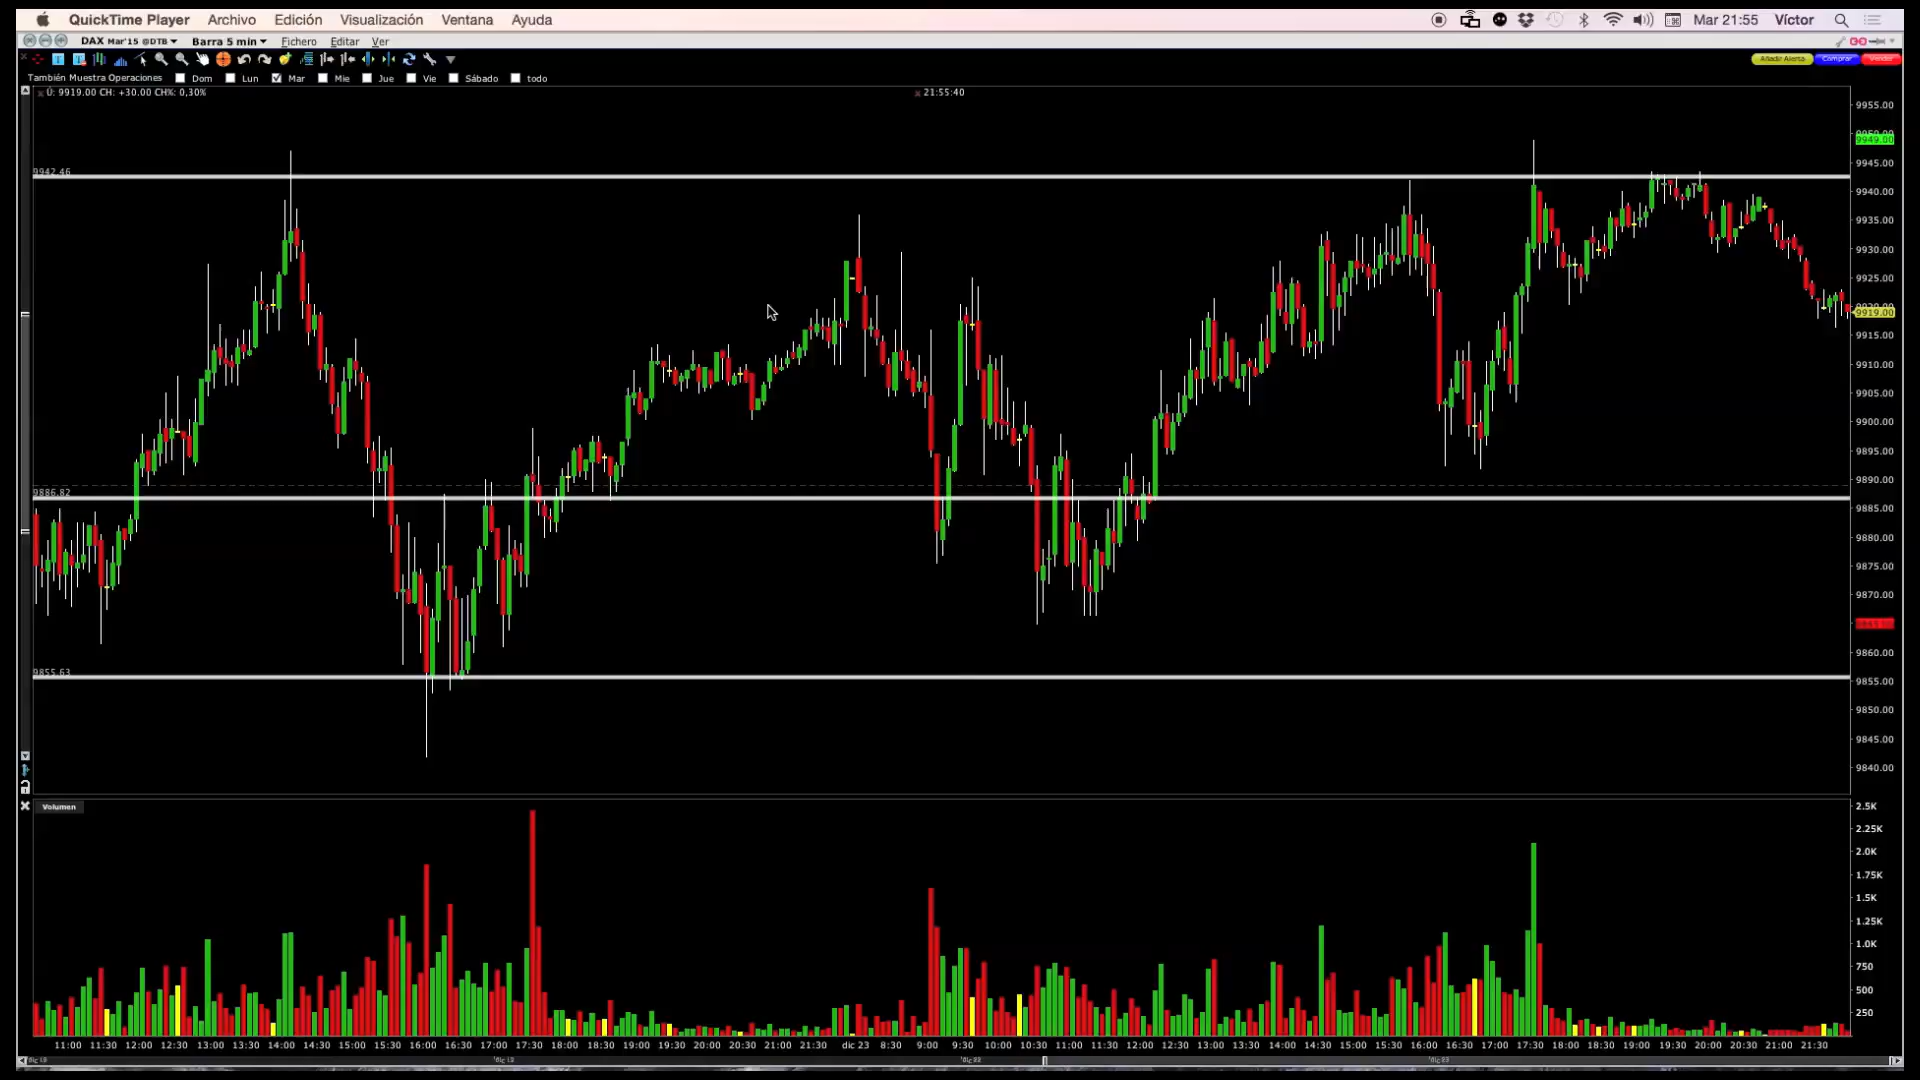 QuickTime Player Archivo Edición Visualización Ventana Ayuda Mar 21:55 Víctor
DAX Mar'15 @DTB Barra 5 min Fichero Editar Ver
Añadir Alerta Comprar Vender
También Muestra Operaciones Dom Lun Mar Mie Jue Vie Sábado todo
Ú: 9919.00 CH: +30.00 CH%: 0,30% 21:55:40
9955.00
9950.00
9949.00
9945.00
9942.46
9940.00
9935.00
9930.00
9925.00
9920.00
9919.00
9915.00
9910.00
9905.00
9900.00
9895.00
9890.00
9886.82
9885.00
9880.00
9875.00
9870.00
9860.00
9855.63
9855.00
9850.00
9845.00
9840.00
Volumen
2.5K
2.25K
2.0K
1.75K
1.5K
1.25K
1.0K
750
500
250
11:00 11:30 12:00 12:30 13:00 13:30 14:00 14:30 15:00 15:30 16:00 16:30 17:00 17:30 18:00 18:30 19:30 20:00 20:30 21:00 21:30 dic 23 8:30 9:00 9:30 10:00 10:30 11:00 11:30 12:00 12:30 13:00 13:30 14:00 14:30 15:00 15:30 16:00 16:30 17:00 17:30 18:00 18:30 19:00 19:30 20:00 20:30 21:00 21:30